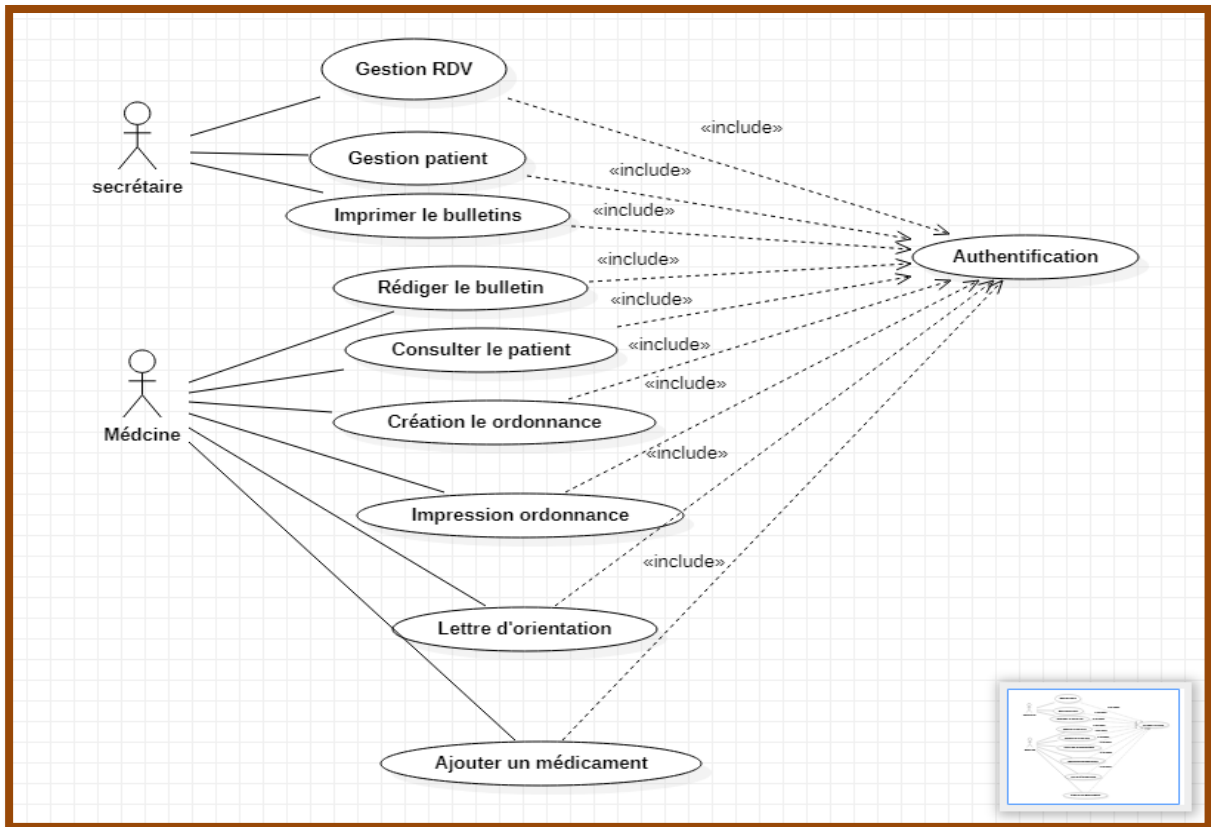 Gestion RDV
«include»
Gestion patient
«include»
secrétaire
Imprimer le bulletins
«include»
Authentification
«include»
Rédiger le bulletin
«include»
Consulter le patient
«include»
«include»
Création le ordonnance
Médcine
«include»
Impression ordonnance
«include»
Lettre d'orientation
Ajouter un médicament